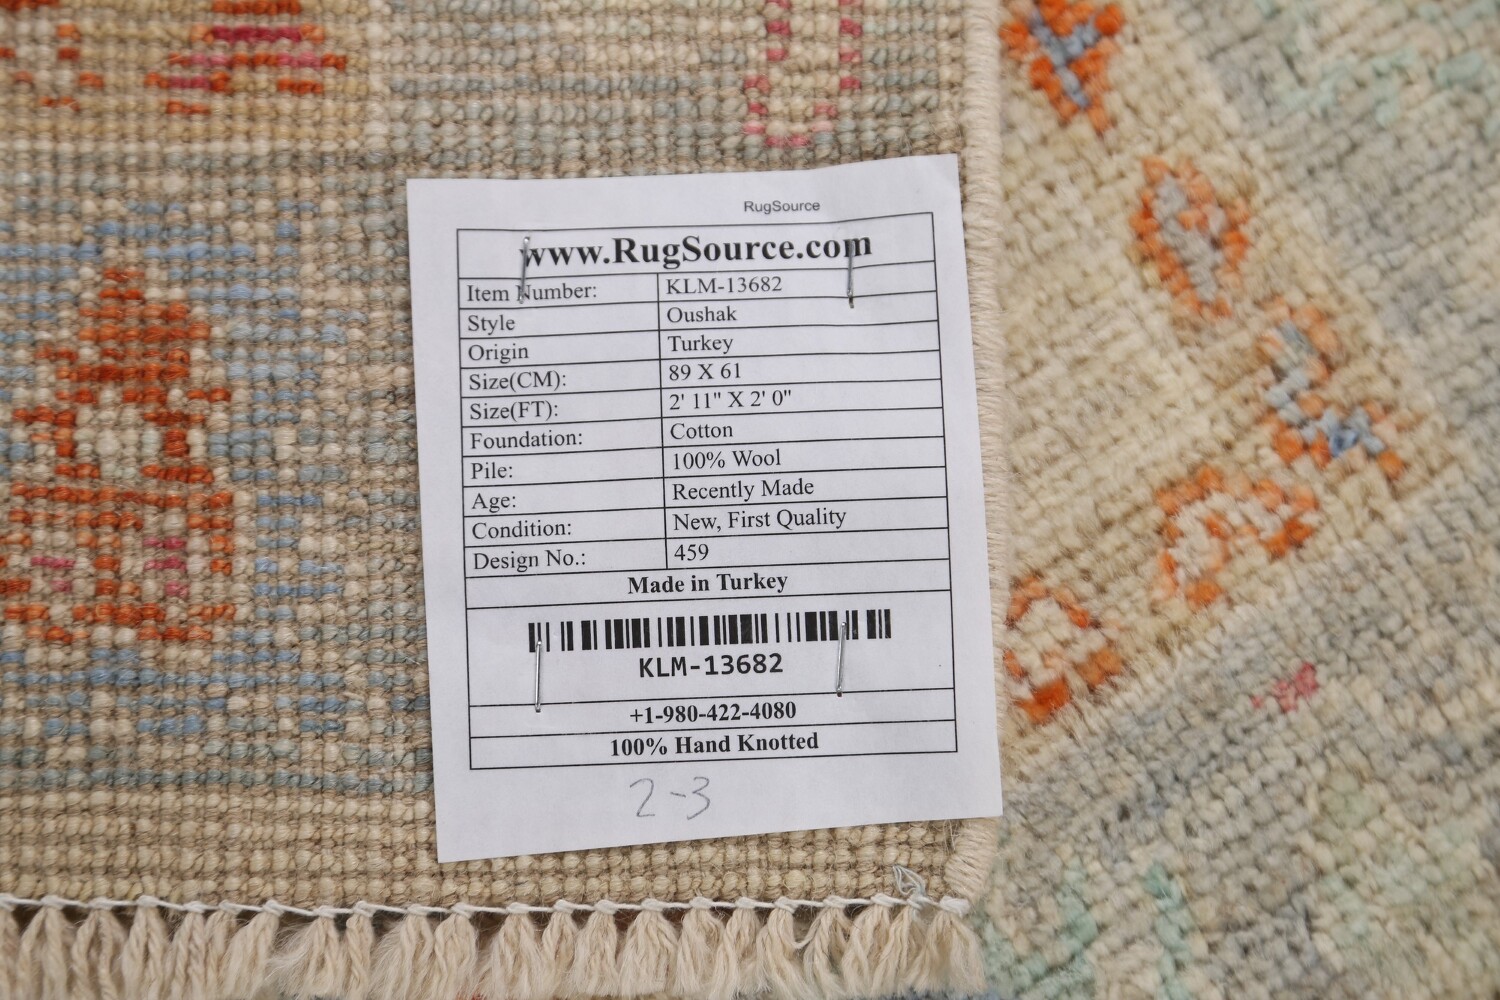 RugSource
www.RugSource.com
Item Number: KLM-13682
Style Oushak
Origin Turkey
Size(CM): 89 X 61
Size(FT): 2' 11" X 2' 0"
Foundation: Cotton
Pile: 100% Wool
Age: Recently Made
Condition: New, First Quality
Design No.: 459
Made in Turkey
KLM-13682
+1-980-422-4080
100% Hand Knotted
2-3